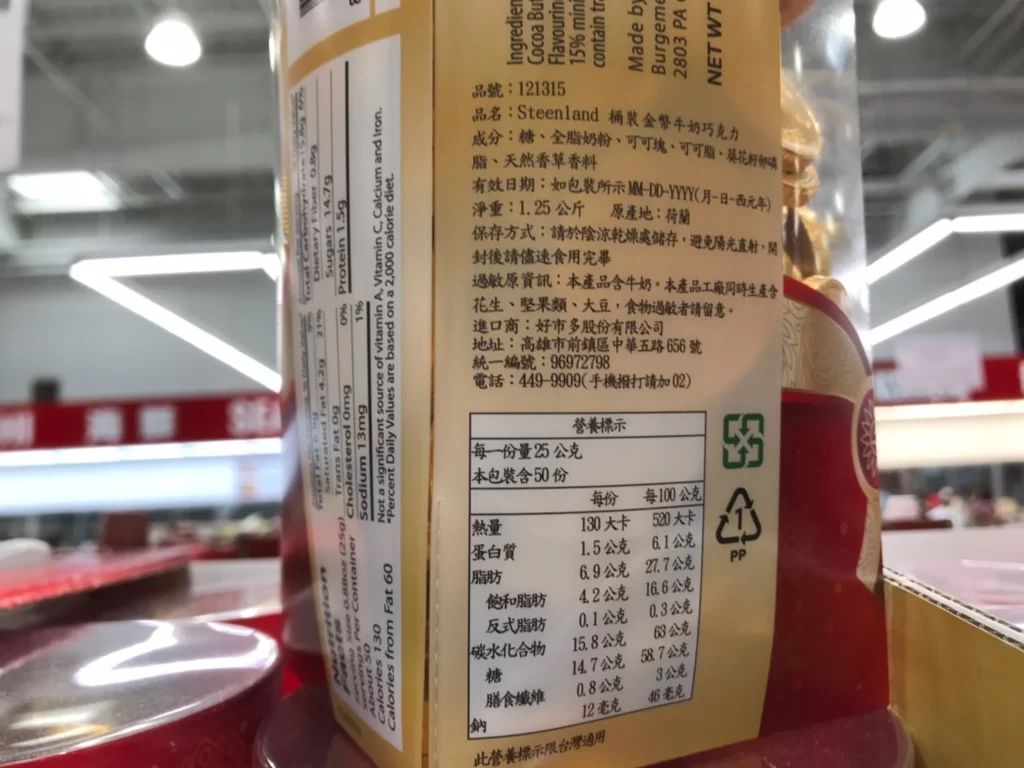 Ingredien
Cocoa But
Flavourin
15% mini
contain tr
Made by
Burgeme
2803 PA
NET WT
品號：121315
品名：Steenland 桶裝金幣牛奶巧克力
成分：糖、全脂奶粉、可可塊、可可脂、葵花籽卵磷
脂、天然香草香料
有效日期：如包裝所示MM-DD-YYYY(月-日-西元年)
淨重：1.25 公斤 原產地：荷蘭
保存方式：請於陰涼乾燥處儲存，避免陽光直射，開
封後請儘速食用完畢
過敏原資訊：本產品含牛奶。本產品工廠同時生產含
花生、堅果類、大豆，食物過敏者請留意。
進口商：好市多股份有限公司
地址：高雄市前鎮區中華五路 656 號
統一編號：96972798
電話：449-9909(手機撥打請加 02)
營養標示
每一份量 25 公克
本包裝含 50 份
每份 每 100 公克
熱量 130 大卡 520 大卡
蛋白質 1.5 公克 6.1 公克
脂肪 6.9 公克 27.7 公克
飽和脂肪 4.2 公克 16.6 公克
反式脂肪 0.1 公克 0.3 公克
碳水化合物 15.8 公克 63 公克
糖 14.7 公克 58.7 公克
膳食纖維 0.8 公克 3 公克
鈉 12 毫克 46 毫克
此營養標示限台灣適用
1
PP
Nutrition
Facts
Serving Size 0.88oz (25g)
Servings Per Container
About 50
Calories 130
Calories from Fat 60
Total Fat
Saturated Fat 4.2g 21%
Trans Fat 0g
Cholesterol 0mg 0%
Sodium 13mg 1%
Total Carbohydrate 15.8g
Dietary Fiber 0.8g
Sugars 14.7g
Protein 1.5g
Not a significant source of vitamin A, Vitamin C, Calcium and Iron.
*Percent Daily Values are based on a 2,000 calorie diet.